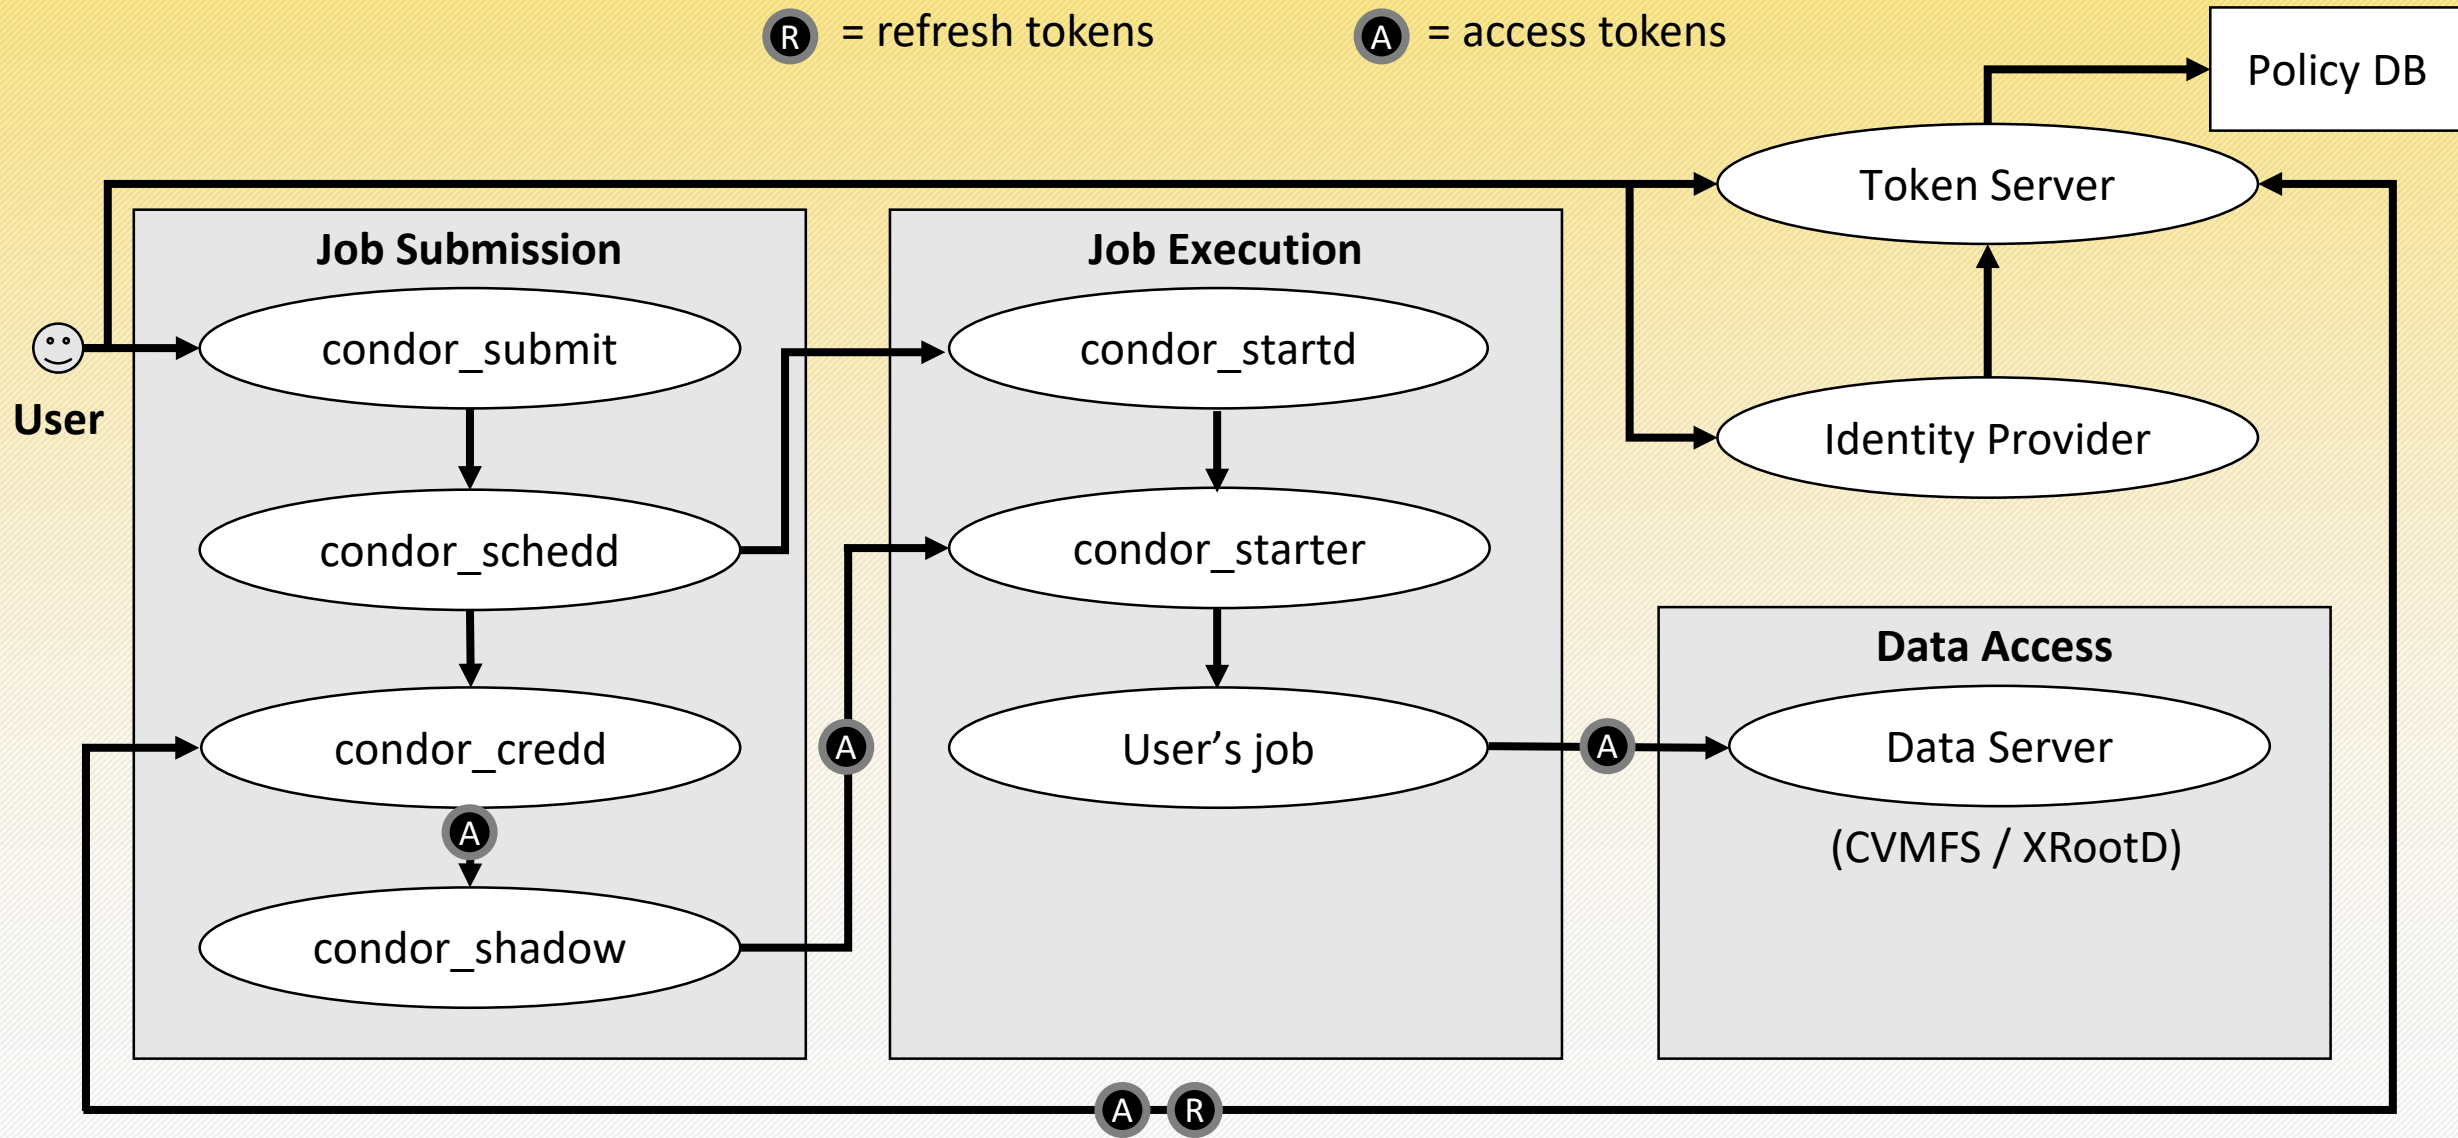 R = refresh tokens
A = access tokens
Policy DB
Token Server
Job Submission
Job Execution
condor_submit
condor_startd
User
Identity Provider
condor_schedd
condor_starter
Data Access
condor_credd
A
User's job
A
Data Server
A
(CVMFS / XRootD)
condor_shadow
A R